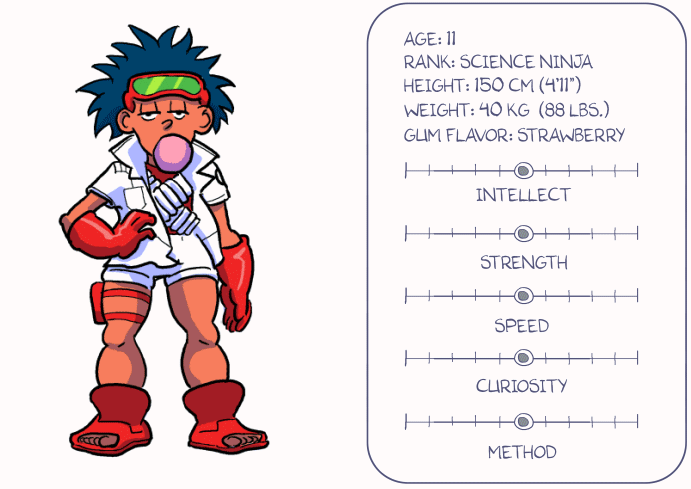 AGE: 11
RANK: SCIENCE NINJA
HEIGHT: 150 CM (4'11")
WEIGHT: 40 KG (88 LBS.)
GUM FLAVOR: STRAWBERRY
INTELLECT
STRENGTH
SPEED
CURIOSITY
METHOD